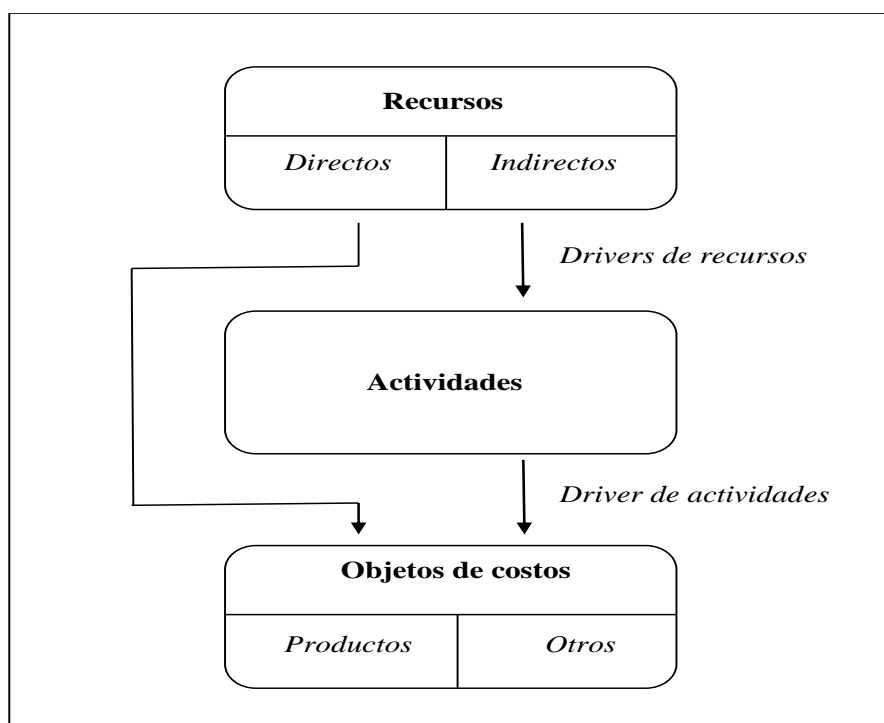 Recursos
Directos
Indirectos
Drivers de recursos
Actividades
Driver de actividades
Objetos de costos
Productos
Otros